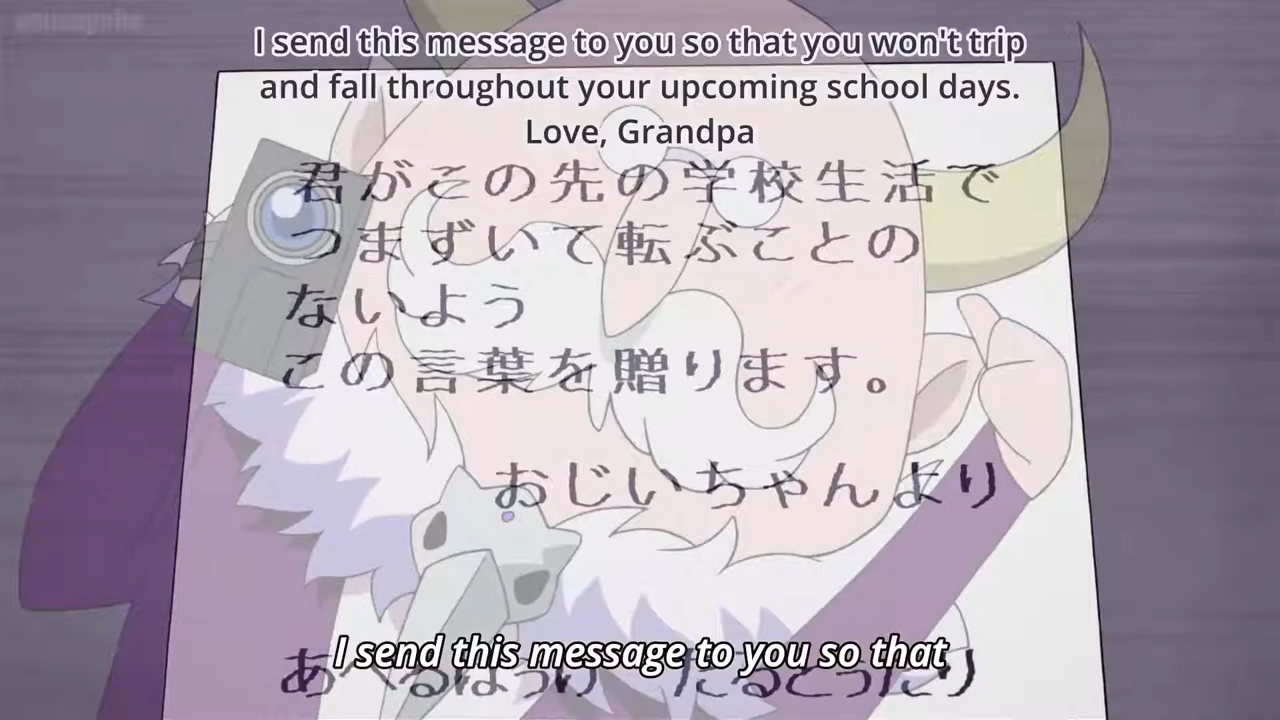 I send this message to you so that you won't trip
and fall throughout your upcoming school days.
Love, Grandpa
君がこの先の学校生活で
つまずいて転ぶことの
ないよう
この言葉を贈ります。
おじいちゃんより
I send this message to you so that